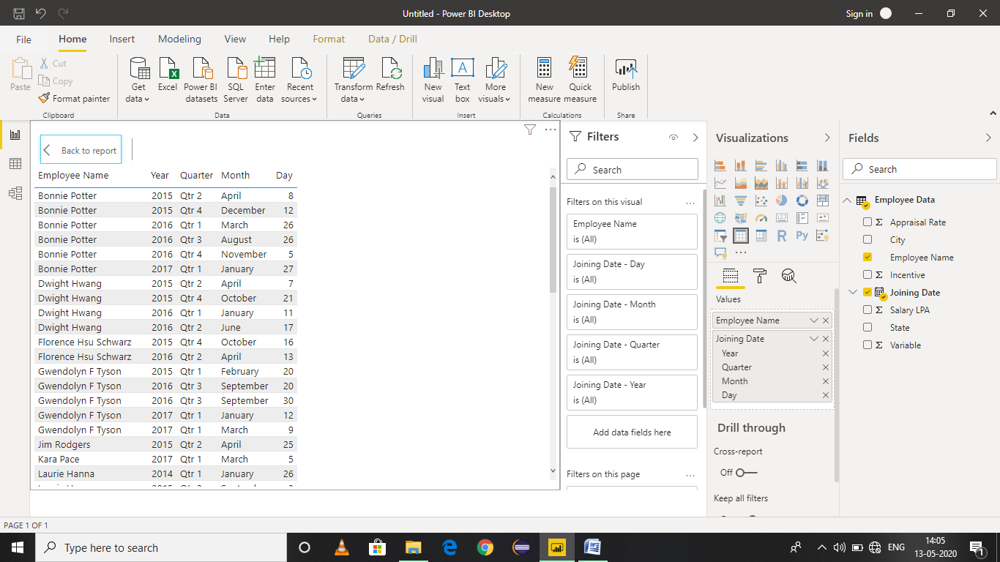 Untitled - Power BI Desktop
Sign in
File Home Insert Modeling View Help Format Data / Drill
Paste
Cut
Copy
Format painter
Clipboard
Get data
Excel
Power BI datasets
SQL Server
Enter data
Recent sources
Data
Transform data
Refresh
Queries
New visual
Text box
More visuals
Insert
New measure
Quick measure
Calculations
Publish
Share
Back to report
Employee Name Year Quarter Month Day
Bonnie Potter 2015 Qtr 2 April 8
Bonnie Potter 2015 Qtr 4 December 12
Bonnie Potter 2016 Qtr 1 March 26
Bonnie Potter 2016 Qtr 3 August 26
Bonnie Potter 2016 Qtr 4 November 5
Bonnie Potter 2017 Qtr 1 January 27
Dwight Hwang 2015 Qtr 2 April 7
Dwight Hwang 2015 Qtr 4 October 21
Dwight Hwang 2016 Qtr 1 January 11
Dwight Hwang 2016 Qtr 2 June 17
Florence Hsu Schwarz 2015 Qtr 4 October 16
Florence Hsu Schwarz 2016 Qtr 2 April 13
Gwendolyn F Tyson 2015 Qtr 1 February 20
Gwendolyn F Tyson 2016 Qtr 3 September 20
Gwendolyn F Tyson 2016 Qtr 3 September 30
Gwendolyn F Tyson 2017 Qtr 1 January 12
Gwendolyn F Tyson 2017 Qtr 1 March 9
Jim Rodgers 2015 Qtr 2 April 25
Kara Pace 2017 Qtr 1 March 5
Laurie Hanna 2014 Qtr 1 January 26
Filters
Search
Filters on this visual
Employee Name
is (All)
Joining Date - Day
is (All)
Joining Date - Month
is (All)
Joining Date - Quarter
is (All)
Joining Date - Year
is (All)
Add data fields here
Filters on this page
Visualizations
R Py
123
Values
Employee Name
Joining Date
Year
Quarter
Month
Day
Drill through
Cross-report
Off
Keep all filters
Fields
Search
Employee Data
Σ Appraisal Rate
City
Employee Name
Σ Incentive
Joining Date
Σ Salary LPA
State
Σ Variable
PAGE 1 OF 1
Type here to search
ENG
14:05
13-05-2020
1